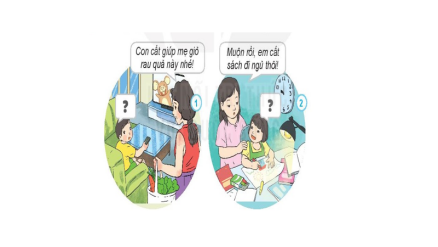 Con cất giúp mẹ giỏ
rau quả này nhé!
?
1
Muộn rồi, em cất
sách đi ngủ thôi!
?
2